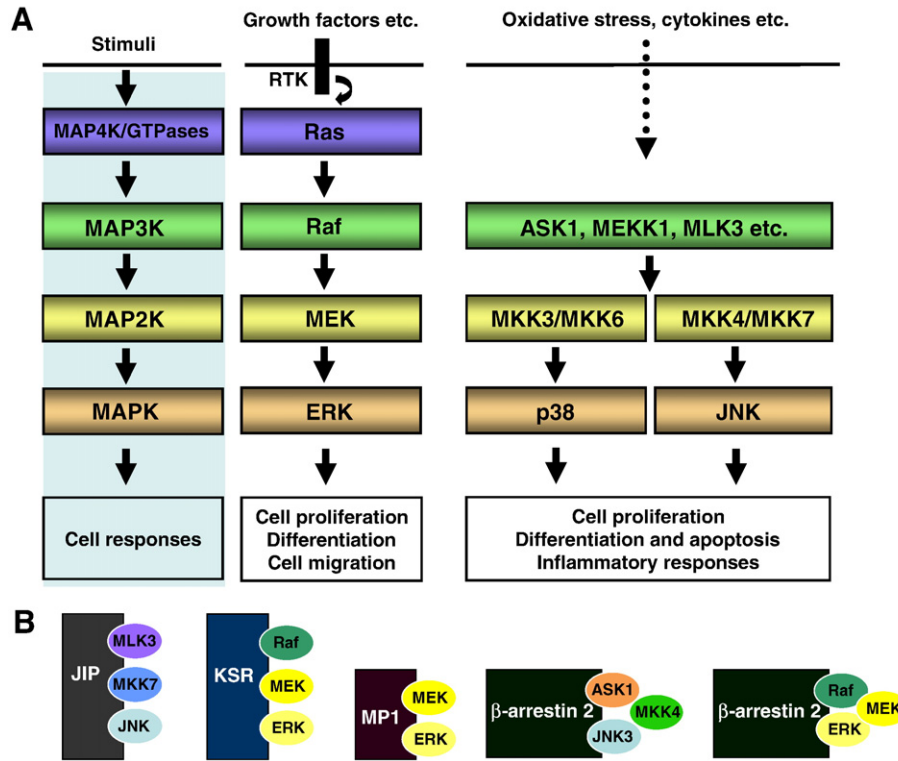 A
Stimuli
Growth factors etc.
Oxidative stress, cytokines etc.
RTK
MAP4K/GTPases
Ras
MAP3K
Raf
ASK1, MEKK1, MLK3 etc.
MAP2K
MEK
MKK3/MKK6
MKK4/MKK7
MAPK
ERK
p38
JNK
Cell responses
Cell proliferation
Differentiation
Cell migration
Cell proliferation
Differentiation and apoptosis
Inflammatory responses
B
JIP
MLK3
MKK7
JNK
KSR
Raf
MEK
ERK
MP1
MEK
ERK
β-arrestin 2
ASK1
MKK4
JNK3
β-arrestin 2
Raf
MEK
ERK